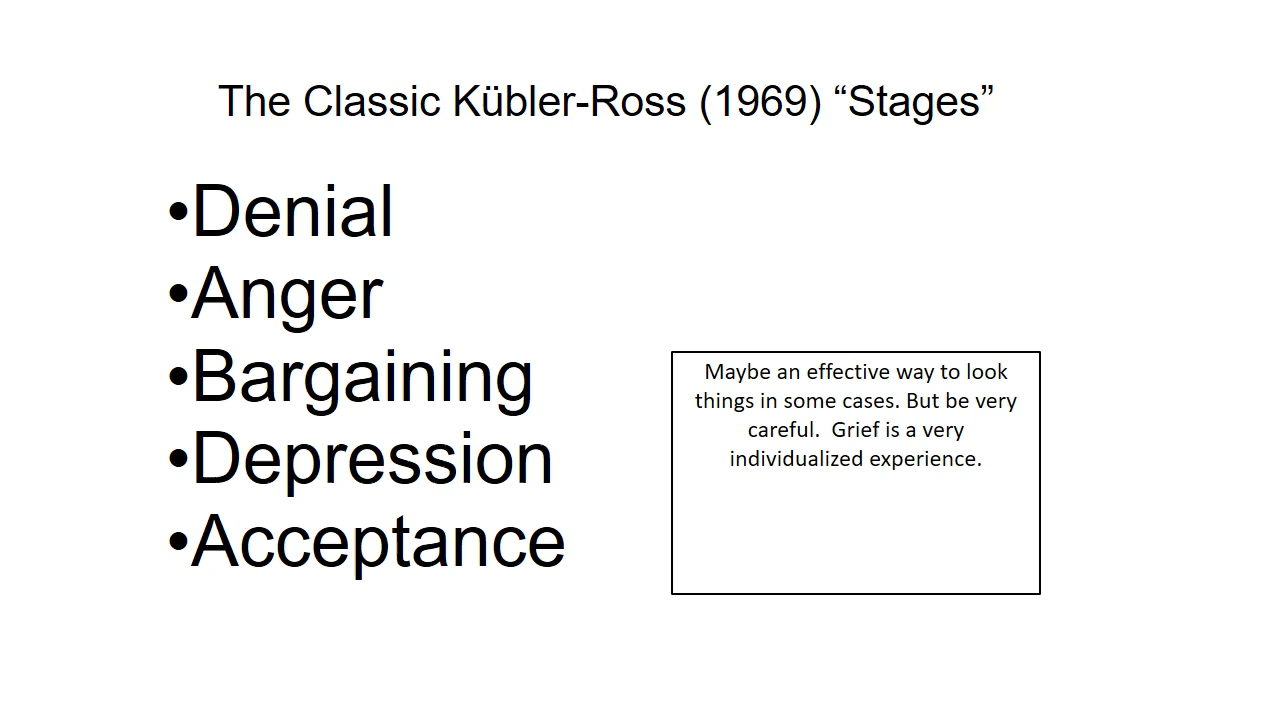 The Classic Kübler-Ross (1969) “Stages”
•Denial
•Anger
•Bargaining
•Depression
•Acceptance
Maybe an effective way to look
things in some cases. But be very
careful.  Grief is a very
individualized experience.